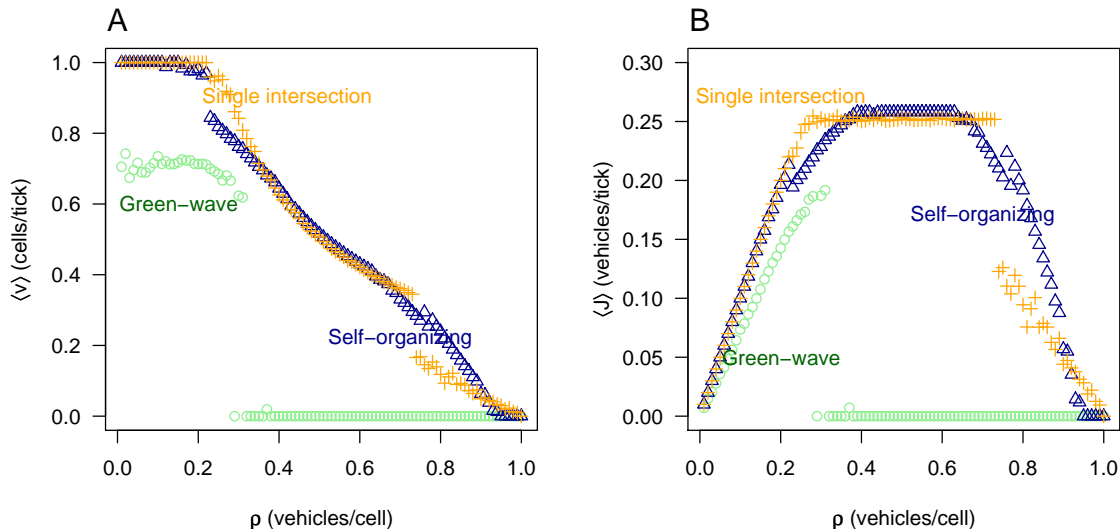 A
1.0
0.8
0.6
0.4
0.2
0.0
⟨v⟩ (cells/tick)
Single intersection
Green−wave
Self−organizing
0.0 0.2 0.4 0.6 0.8 1.0
ρ (vehicles/cell)
B
0.30
0.25
0.20
0.15
0.10
0.05
0.00
⟨J⟩ (vehicles/tick)
Single intersection
Self−organizing
Green−wave
0.0 0.2 0.4 0.6 0.8 1.0
ρ (vehicles/cell)